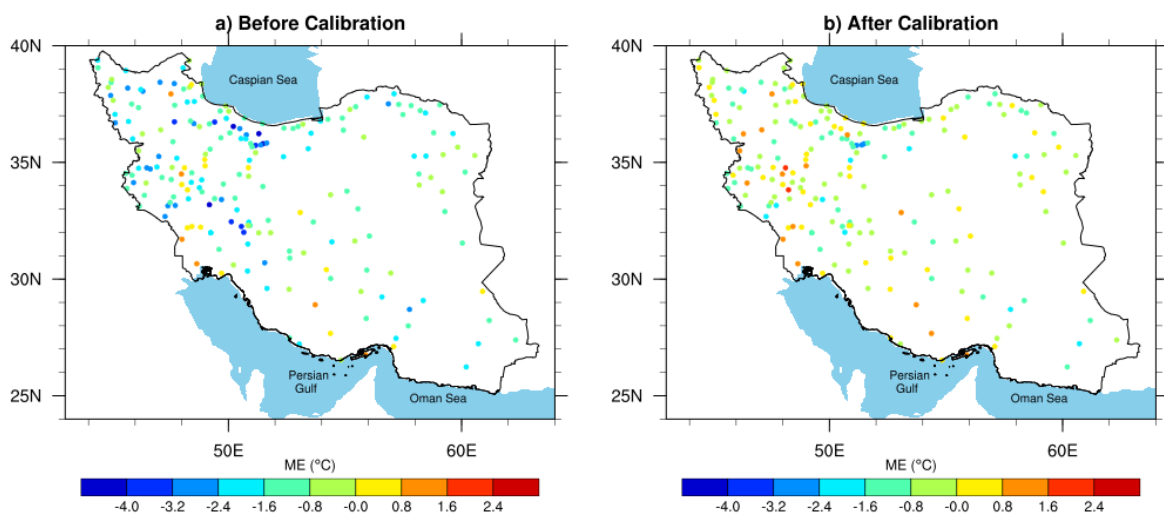 a) Before Calibration
40N
35N
30N
25N
Caspian Sea
Persian
Gulf
Oman Sea
50E
60E
ME (°C)
-4.0 -3.2 -2.4 -1.6 -0.8 -0.0 0.8 1.6 2.4
b) After Calibration
40N
35N
30N
25N
Caspian Sea
Persian
Gulf
Oman Sea
50E
60E
ME (°C)
-4.0 -3.2 -2.4 -1.6 -0.8 -0.0 0.8 1.6 2.4